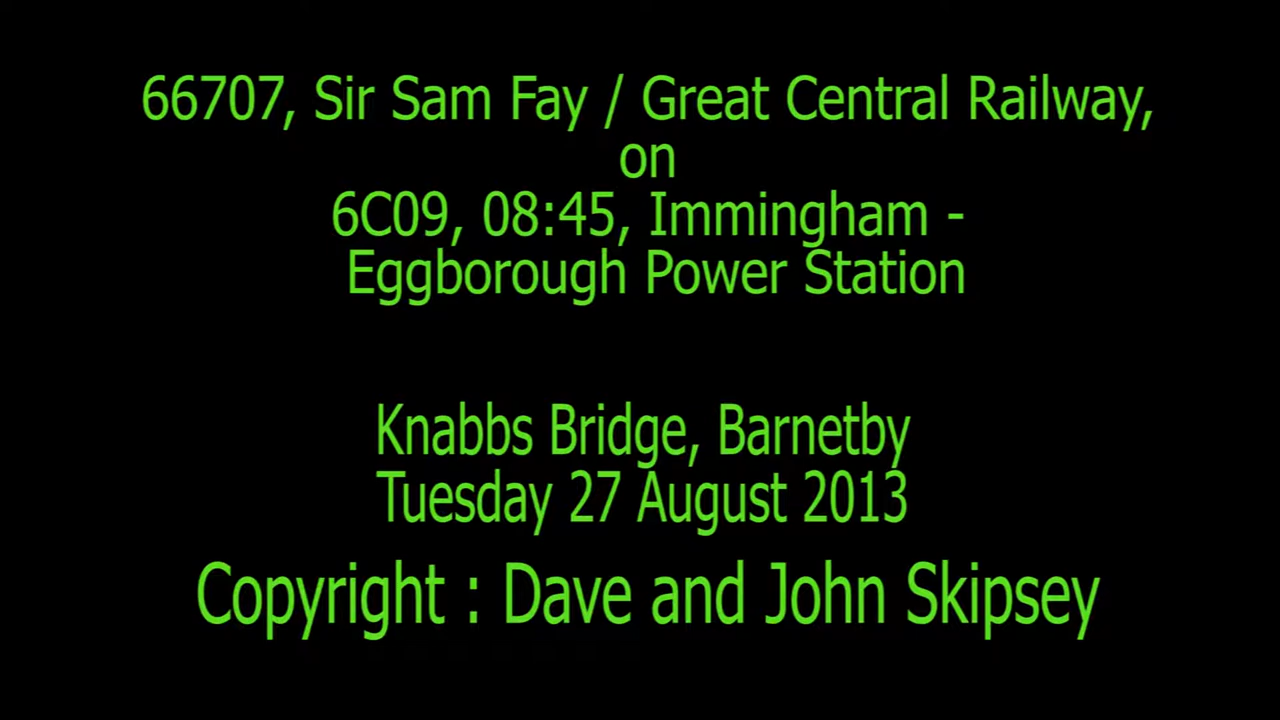 66707, Sir Sam Fay / Great Central Railway,
on
6C09, 08:45, Immingham -
Eggborough Power Station
Knabbs Bridge, Barnetby
Tuesday 27 August 2013
Copyright : Dave and John Skipsey